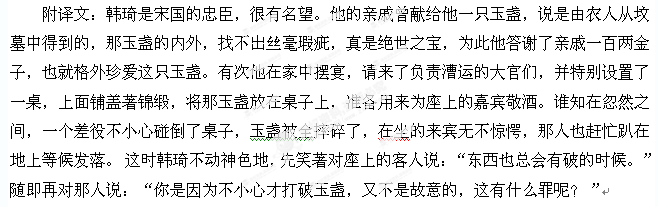 附译文：韩琦是宋国的忠臣，很有名望。他的亲戚曾献给他一只玉盏，说是由农人从坟
墓中得到的，那玉盏的内外，找不出丝毫瑕疵，真是绝世之宝，为此他答谢了亲戚一百两金
子，也就格外珍爱这只玉盏。有次他在家中摆宴，请来了负责漕运的大官们，并特别设置了
一桌，上面铺盖著锦缎，将那玉盏放在桌子上，准备用来为座上的嘉宾敬酒。谁知在忽然之
间，一个差役不小心碰倒了桌子，玉盏被全摔碎了，在坐的来宾无不惊愕，那人也赶忙趴在
地上等候发落。 这时韩琦不动神色地，先笑著对座上的客人说：“东西也总会有破的时候。”
随即再对那人说：“你是因为不小心才打破玉盏，又不是故意的，这有什么罪呢？ ”